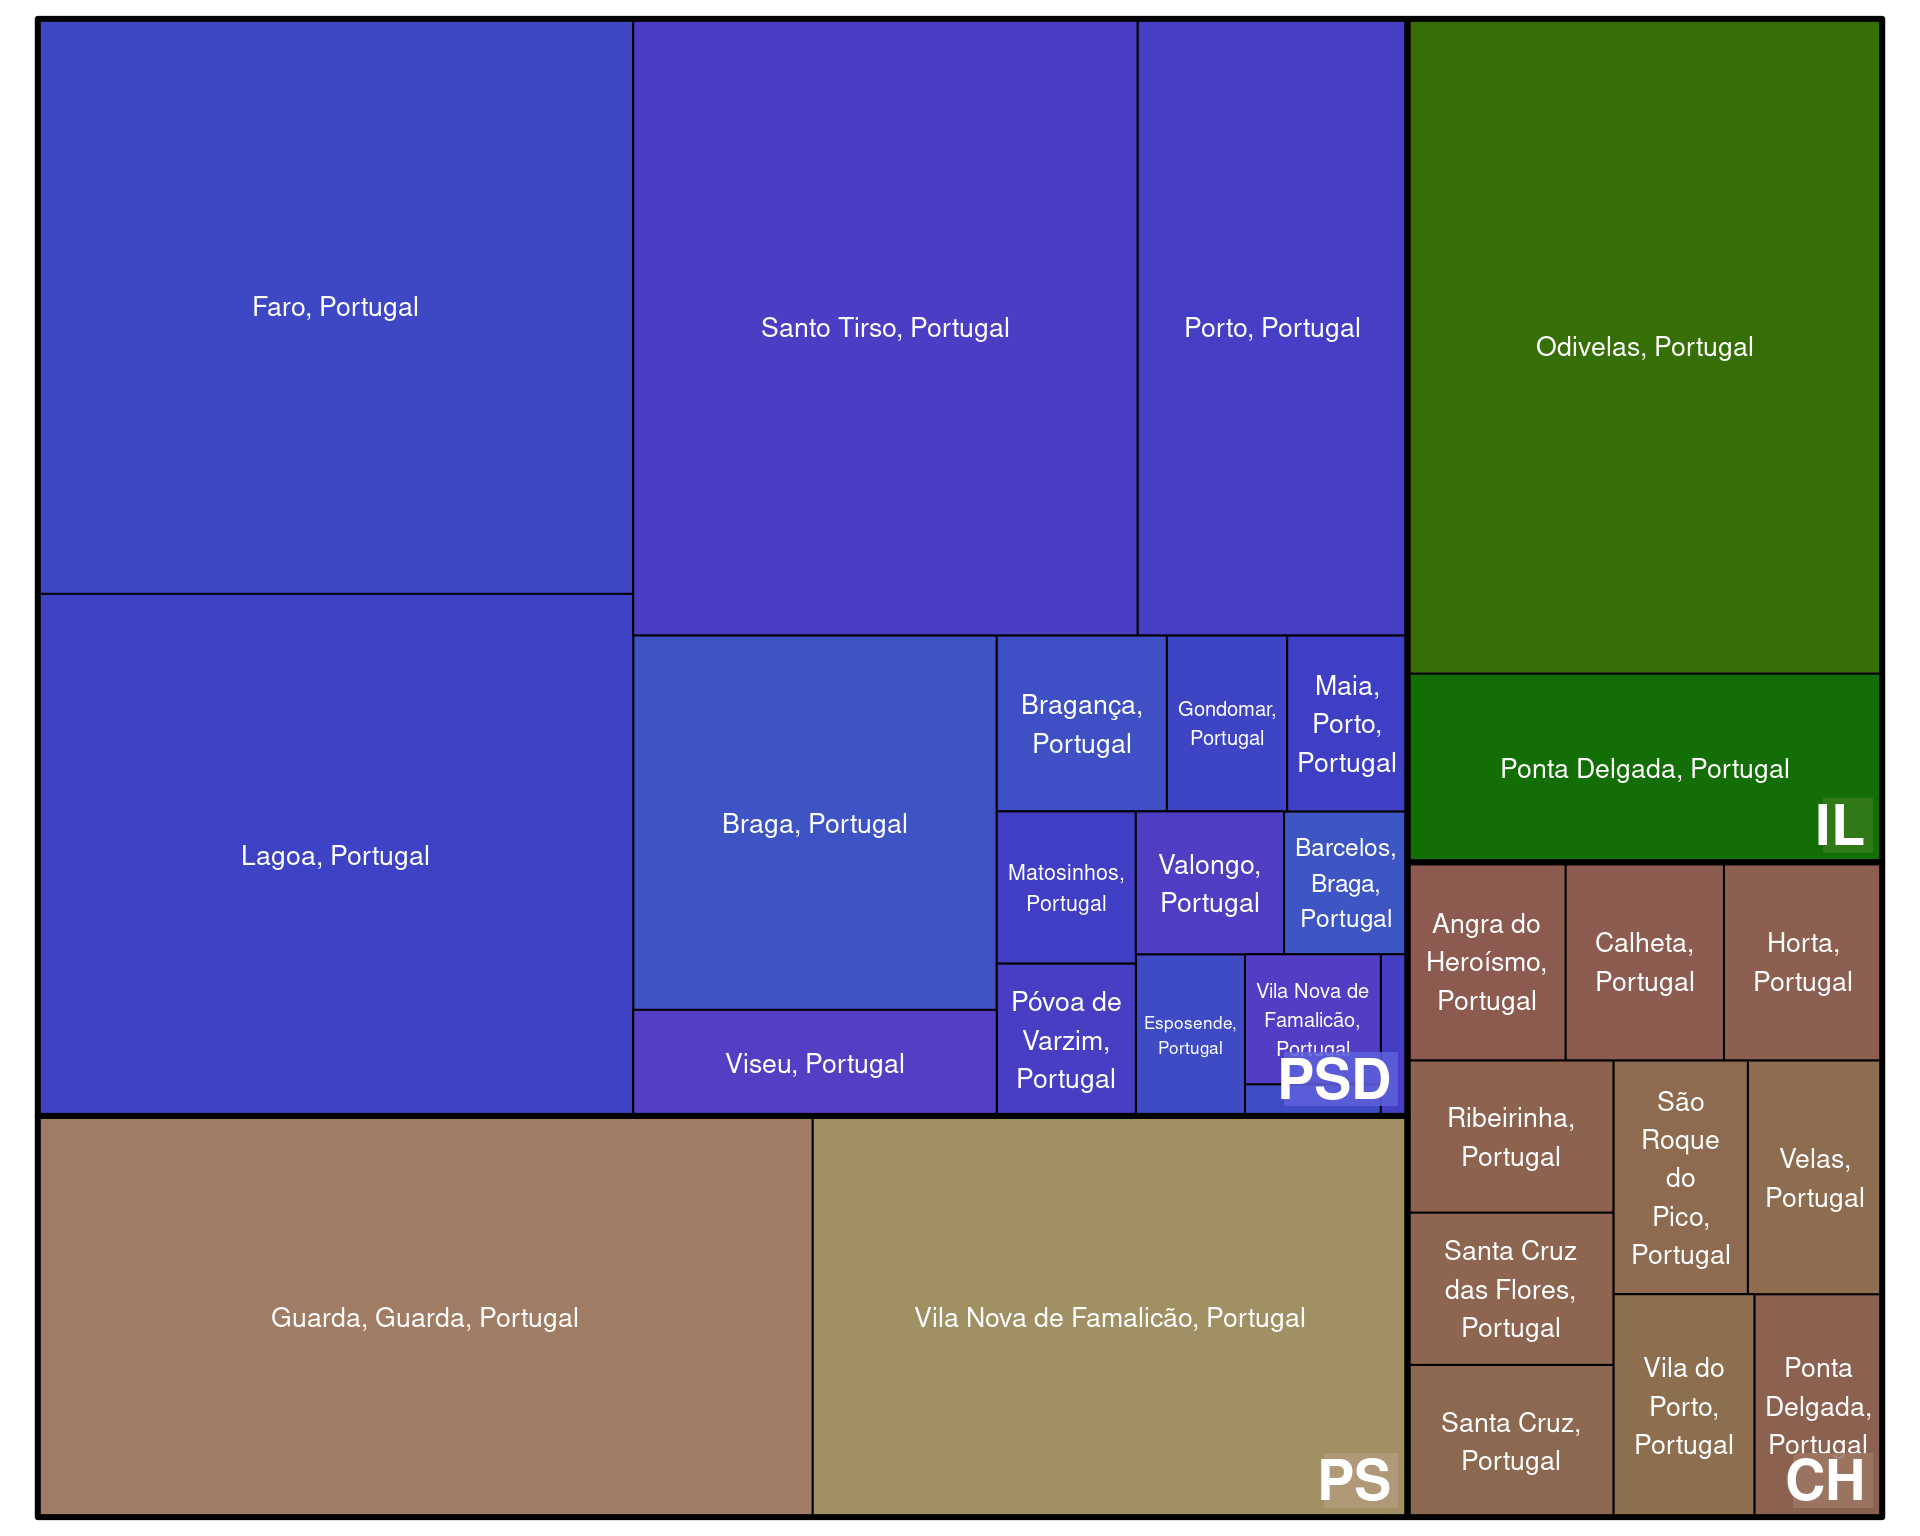 Faro, Portugal
Santo Tirso, Portugal
Porto, Portugal
Odivelas, Portugal
Lagoa, Portugal
Braga, Portugal
Bragança,
Portugal
Gondomar,
Portugal
Maia,
Porto,
Portugal
Matosinhos,
Portugal
Valongo,
Portugal
Barcelos,
Braga,
Portugal
Viseu, Portugal
Póvoa de
Varzim,
Portugal
Esposende,
Portugal
Vila Nova de
Famalicão,
Portugal
PSD
Ponta Delgada, Portugal
IL
Guarda, Guarda, Portugal
Vila Nova de Famalicão, Portugal
PS
Angra do
Heroísmo,
Portugal
Calheta,
Portugal
Horta,
Portugal
Ribeirinha,
Portugal
São
Roque
do
Pico,
Portugal
Velas,
Portugal
Santa Cruz
das Flores,
Portugal
Santa Cruz,
Portugal
Vila do
Porto,
Portugal
Ponta
Delgada,
Portugal
CH